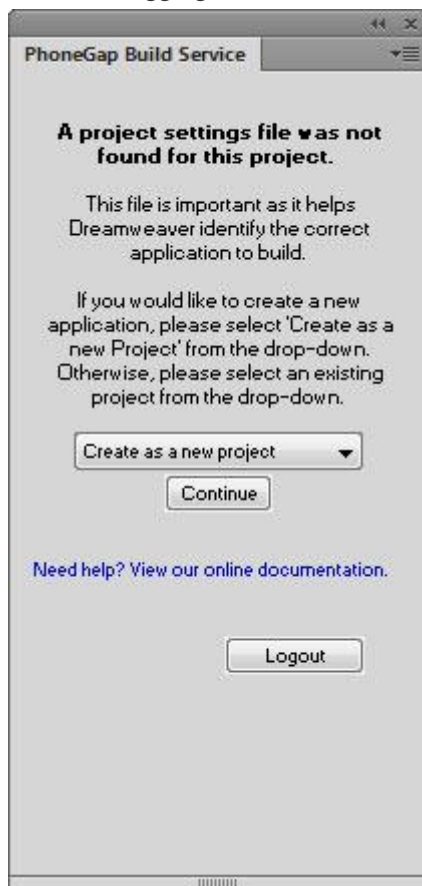 PhoneGap Build Service
A project settings file was not
found for this project.
This file is important as it helps
Dreamweaver identify the correct
application to build.
If you would like to create a new
application, please select 'Create as a
new Project' from the drop-down.
Otherwise, please select an existing
project from the drop-down.
Create as a new project
Continue
Need help? View our online documentation.
Logout